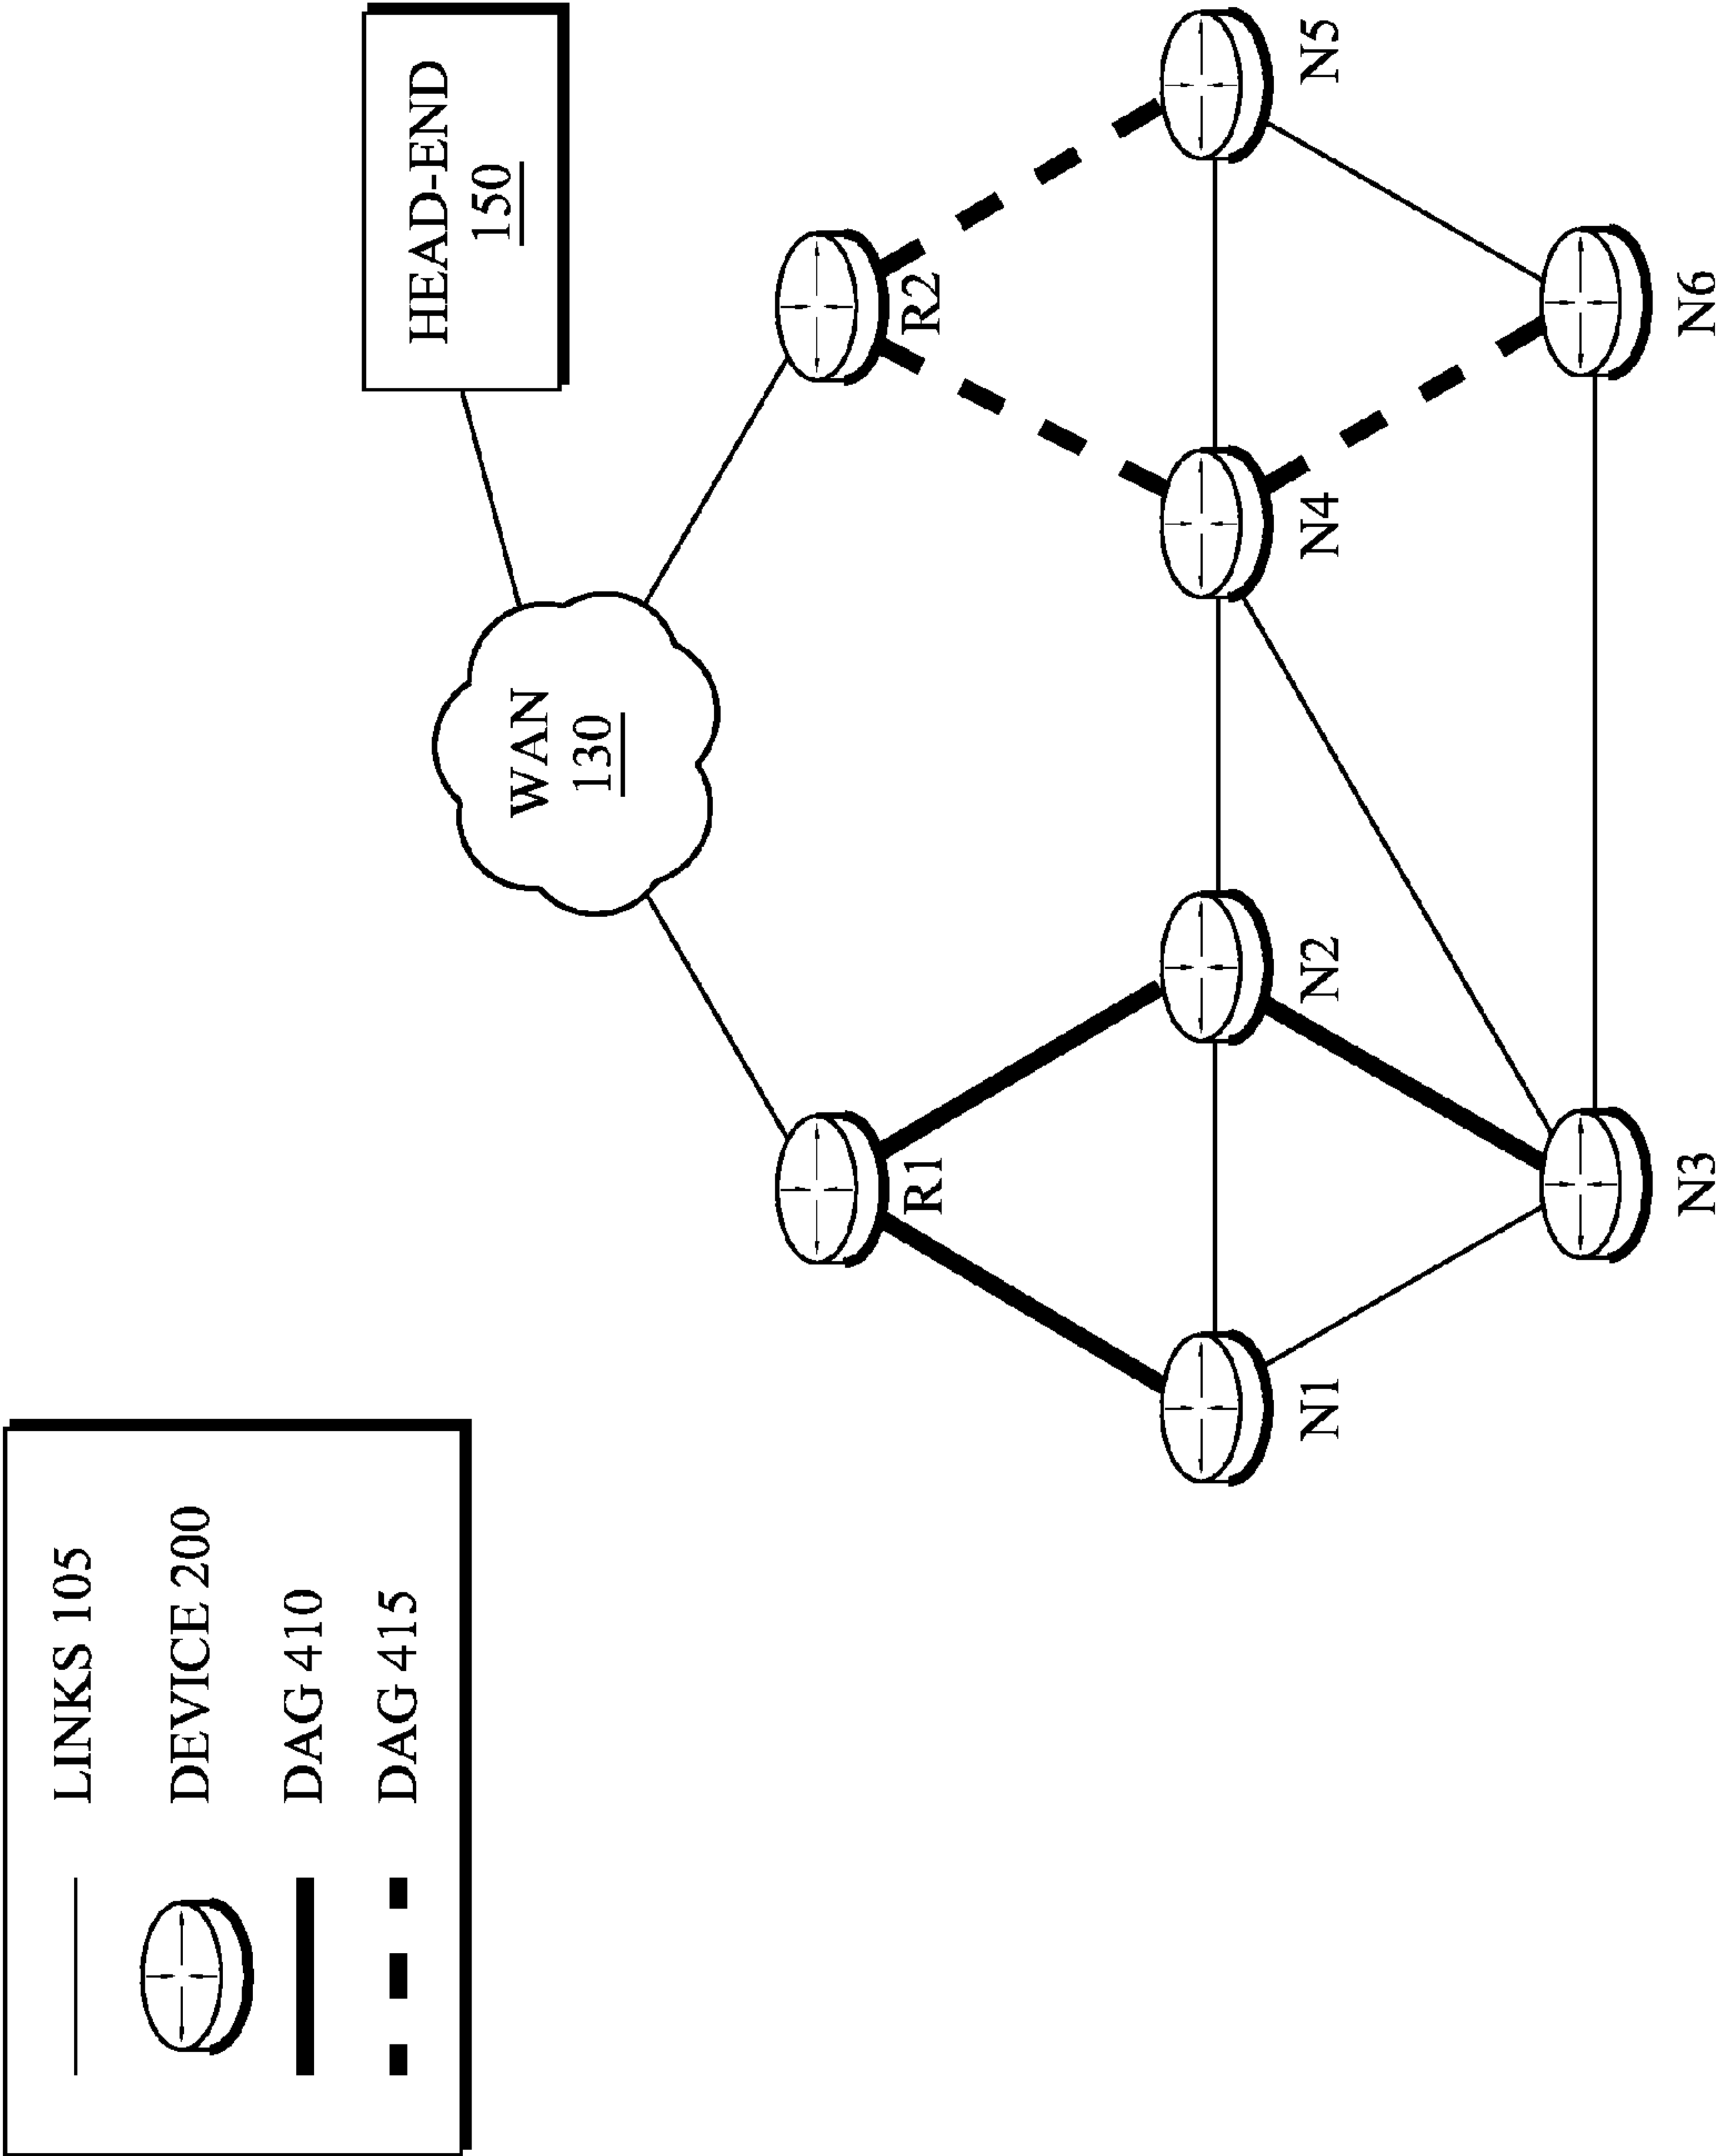 LINKS 105
DEVICE 200
DAG 410
DAG 415
HEAD-END
150
WAN
130
R1
R2
N1
N2
N4
N5
N3
N6